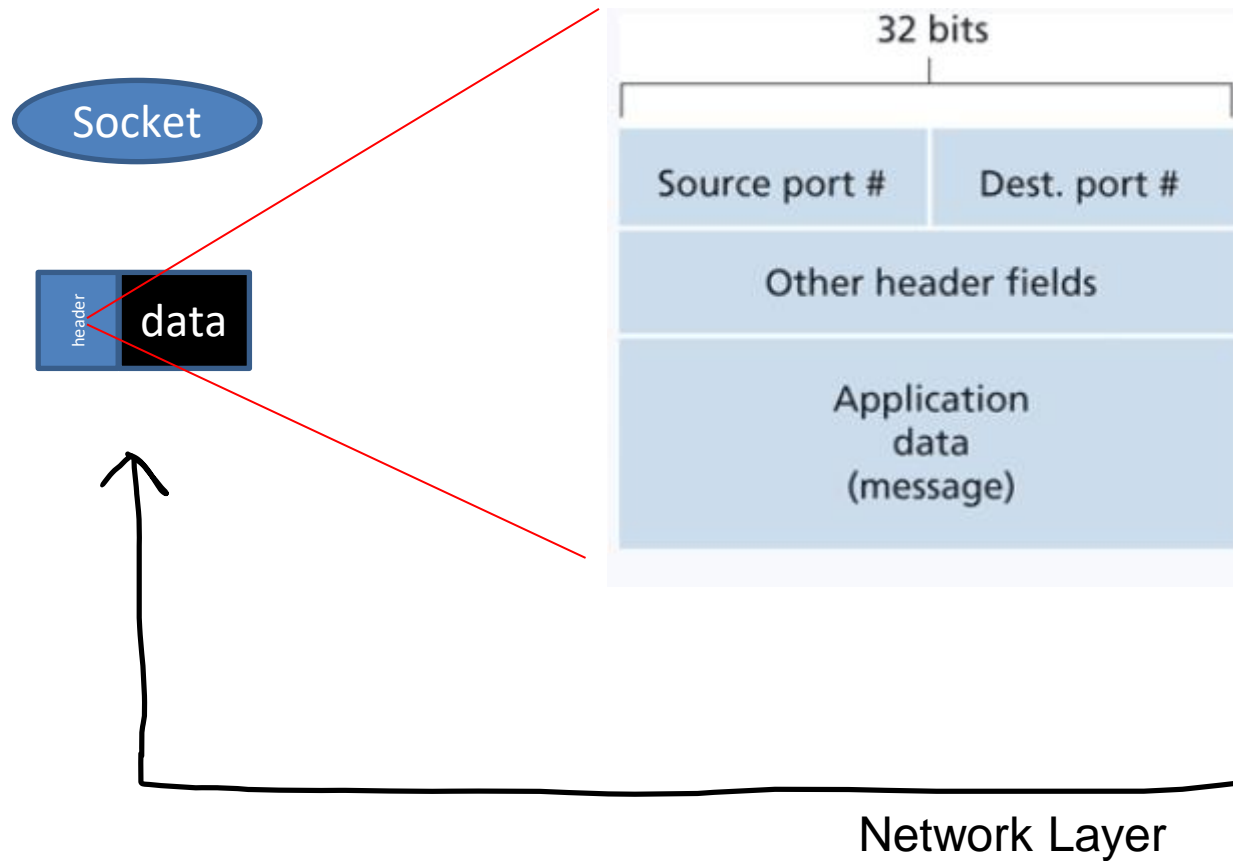 Socket
header
data
32 bits
Source port # Dest. port #
Other header fields
Application
data
(message)
Network Layer